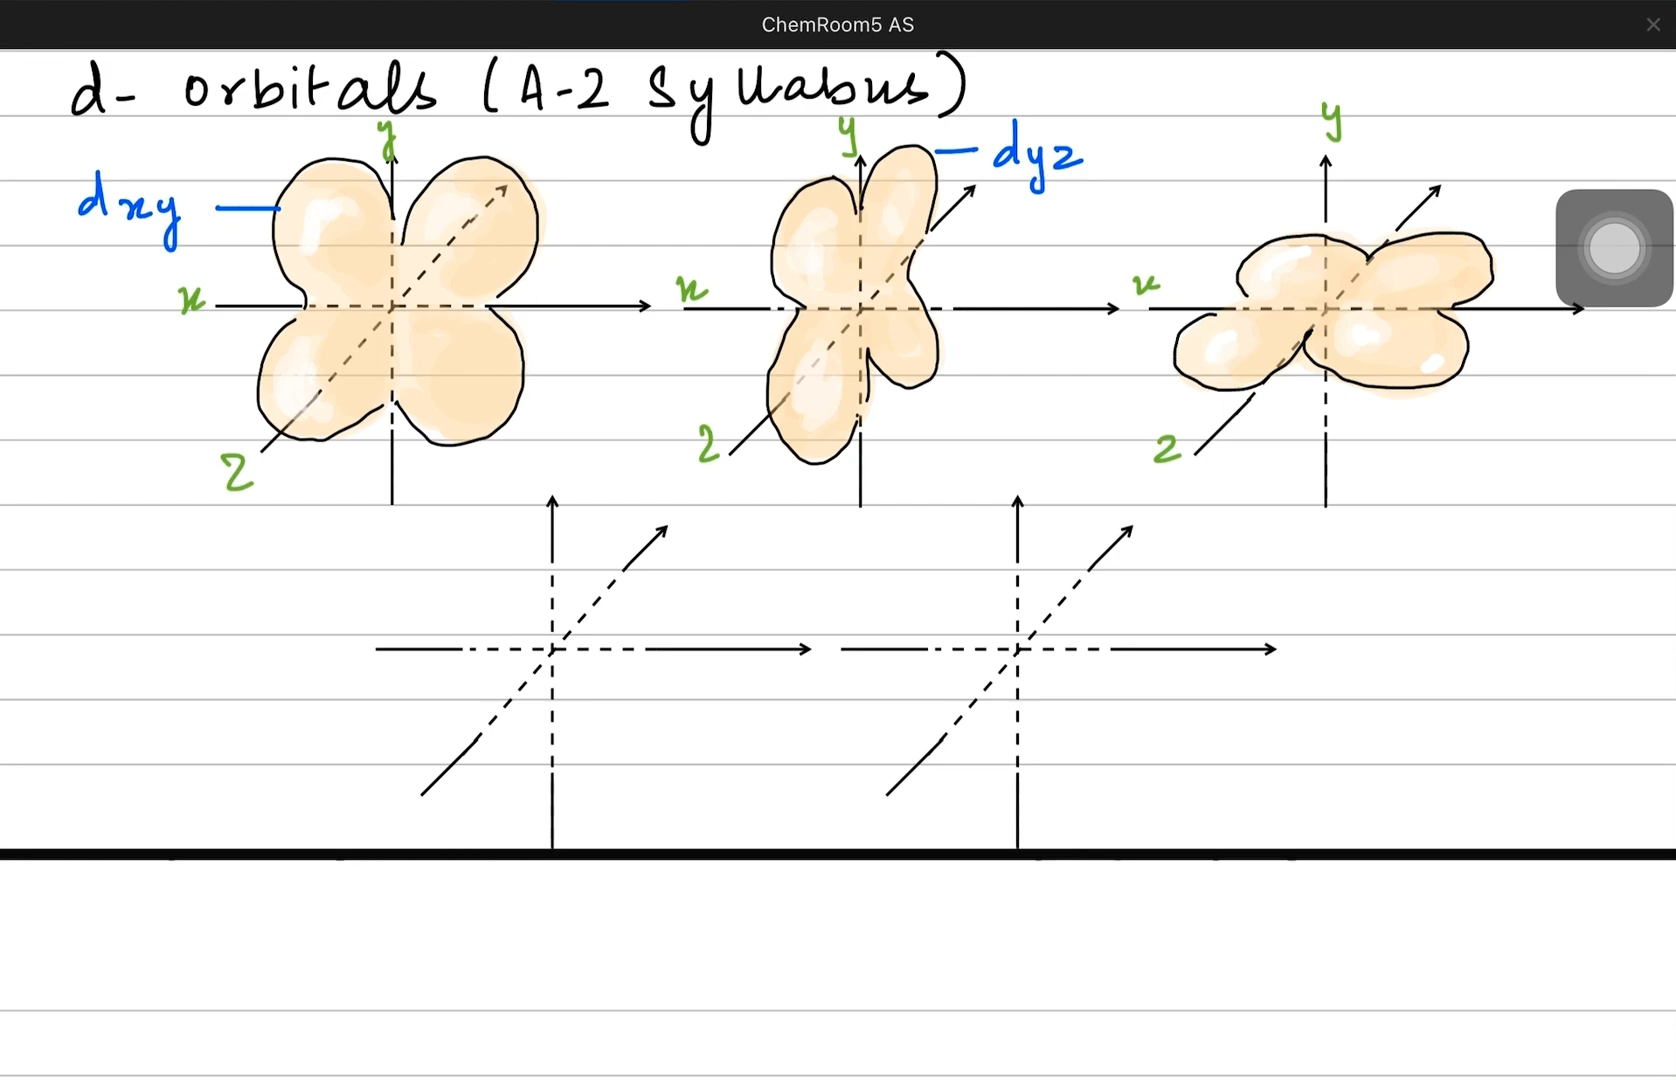 ChemRoom5 AS
d- orbitals (A-2 Syllabus)
y y y
dxy dyz
x x x
z z z